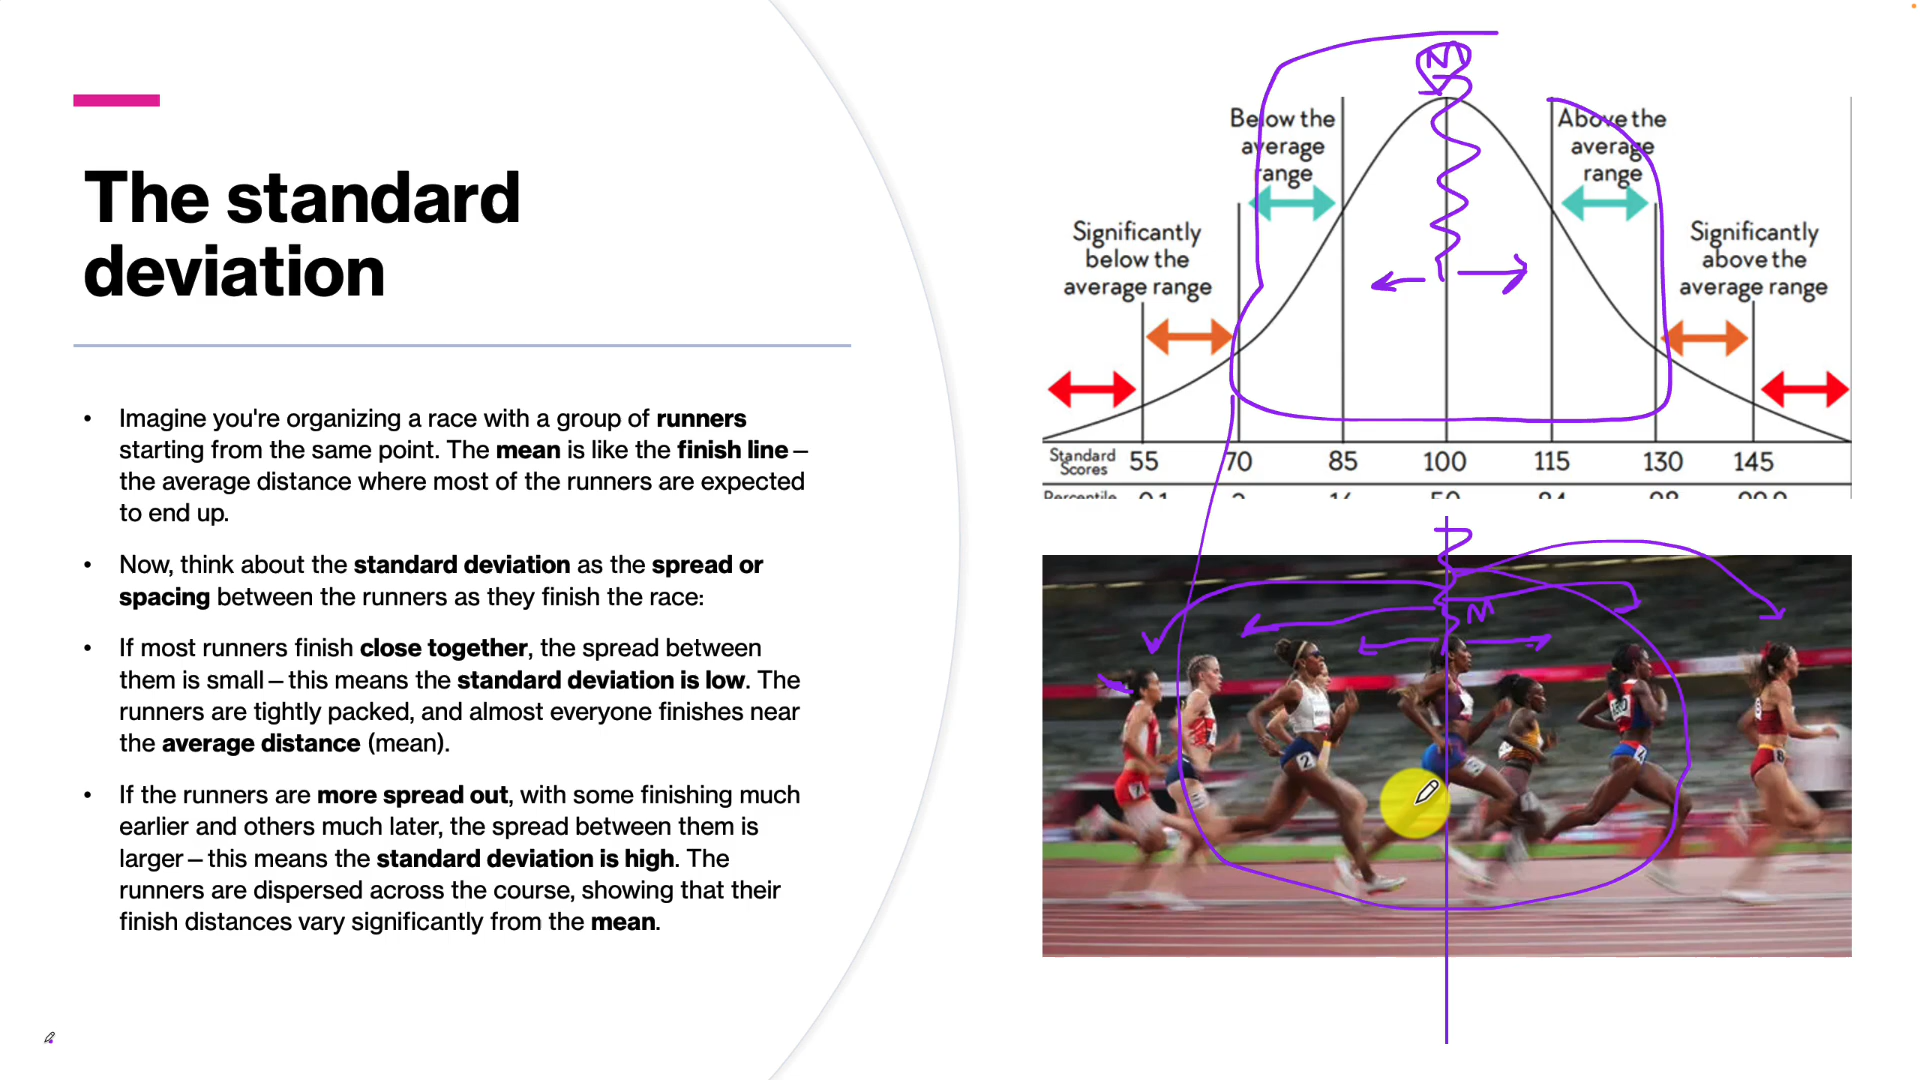 The standard
deviation
• Imagine you're organizing a race with a group of runners
starting from the same point. The mean is like the finish line –
the average distance where most of the runners are expected
to end up.
• Now, think about the standard deviation as the spread or
spacing between the runners as they finish the race:
• If most runners finish close together, the spread between
them is small – this means the standard deviation is low. The
runners are tightly packed, and almost everyone finishes near
the average distance (mean).
• If the runners are more spread out, with some finishing much
earlier and others much later, the spread between them is
larger – this means the standard deviation is high. The
runners are dispersed across the course, showing that their
finish distances vary significantly from the mean.
M
Below the
average
range
Above the
average
range
Significantly
below the
average range
Significantly
above the
average range
Standard
Scores
55 70 85 100 115 130 145
M
2